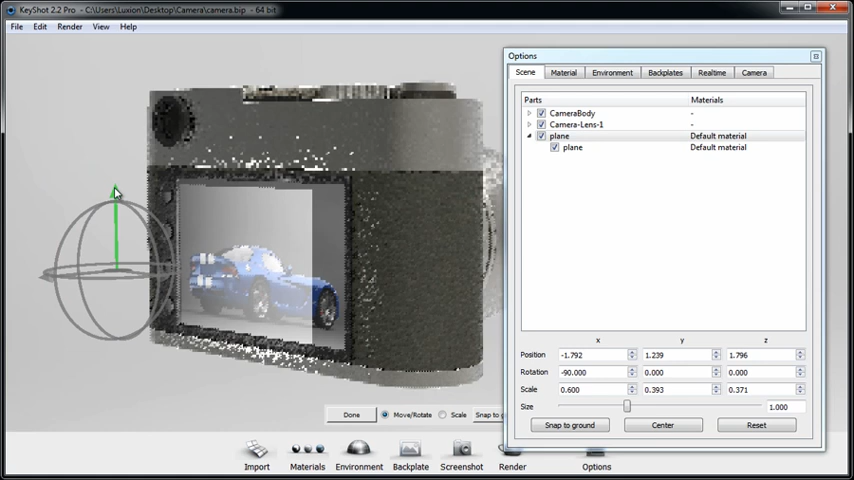 KeyShot 2.2 Pro - C:\Users\Luxion\Desktop\Camera\camera.bip - 64 bit
File Edit Render View Help
Options
Scene Material Environment Backplates Realtime Camera
Parts Materials
CameraBody -
Camera-Lens-1 -
plane Default material
plane Default material
x y z
Position -1.792 1.239 1.796
Rotation -90.000 0.000 0.000
Scale 0.600 0.393 0.371
Size 1.000
Done Move/Rotate Scale Snap to
Snap to ground Center Reset
Import Materials Environment Backplate Screenshot Render Options